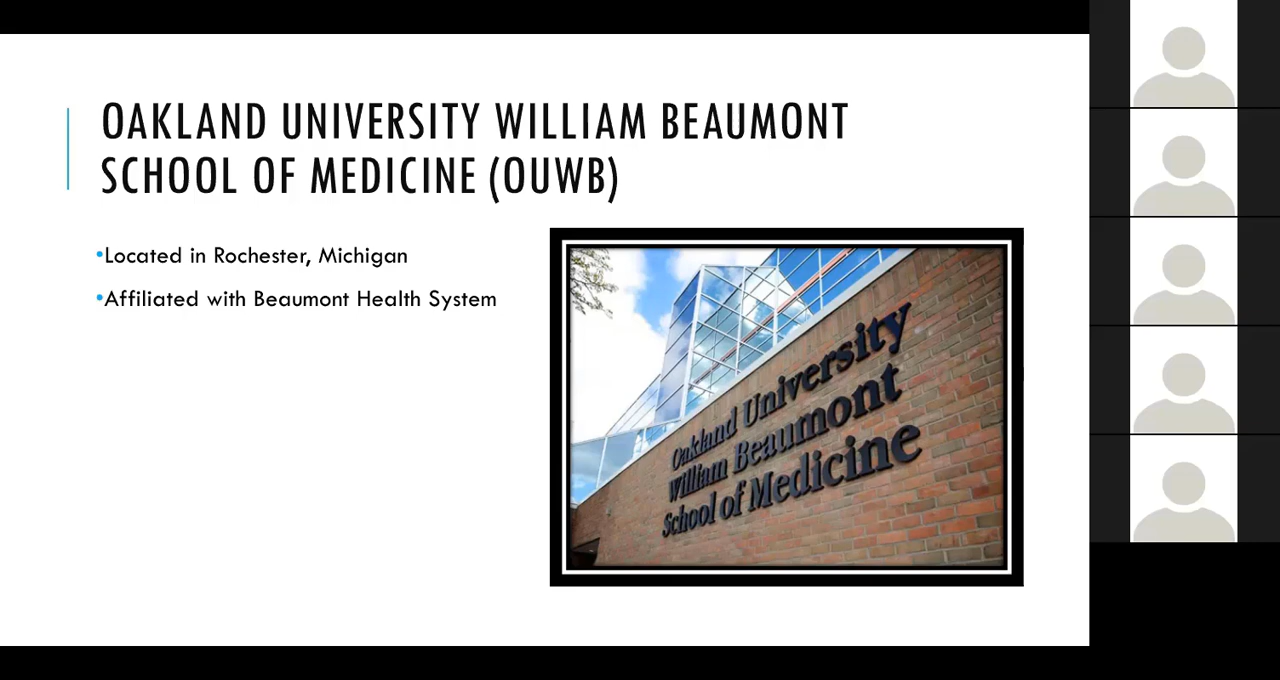 OAKLAND UNIVERSITY WILLIAM BEAUMONT
SCHOOL OF MEDICINE (OUWB)
•Located in Rochester, Michigan
•Affiliated with Beaumont Health System
Oakland University
William Beaumont
School of Medicine